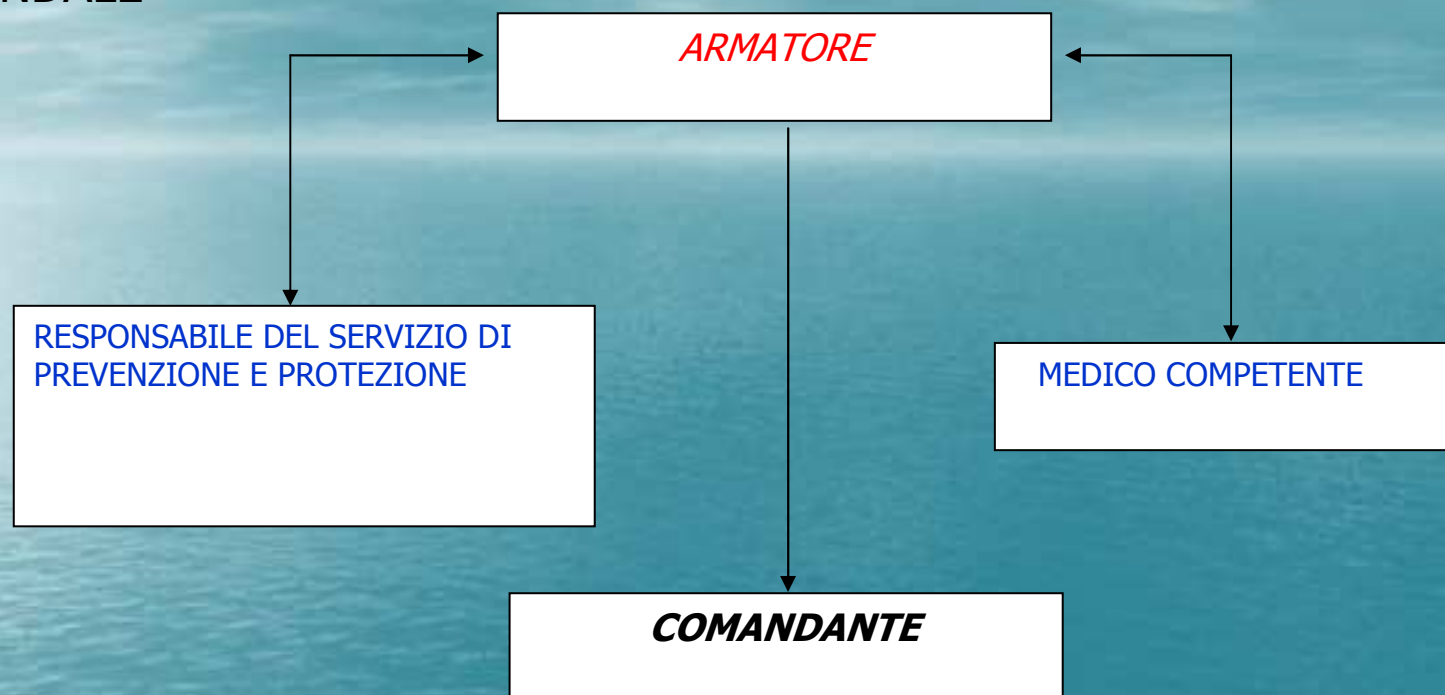 ARMATORE
RESPONSABILE DEL SERVIZIO DI
PREVENZIONE E PROTEZIONE
MEDICO COMPETENTE
COMANDANTE